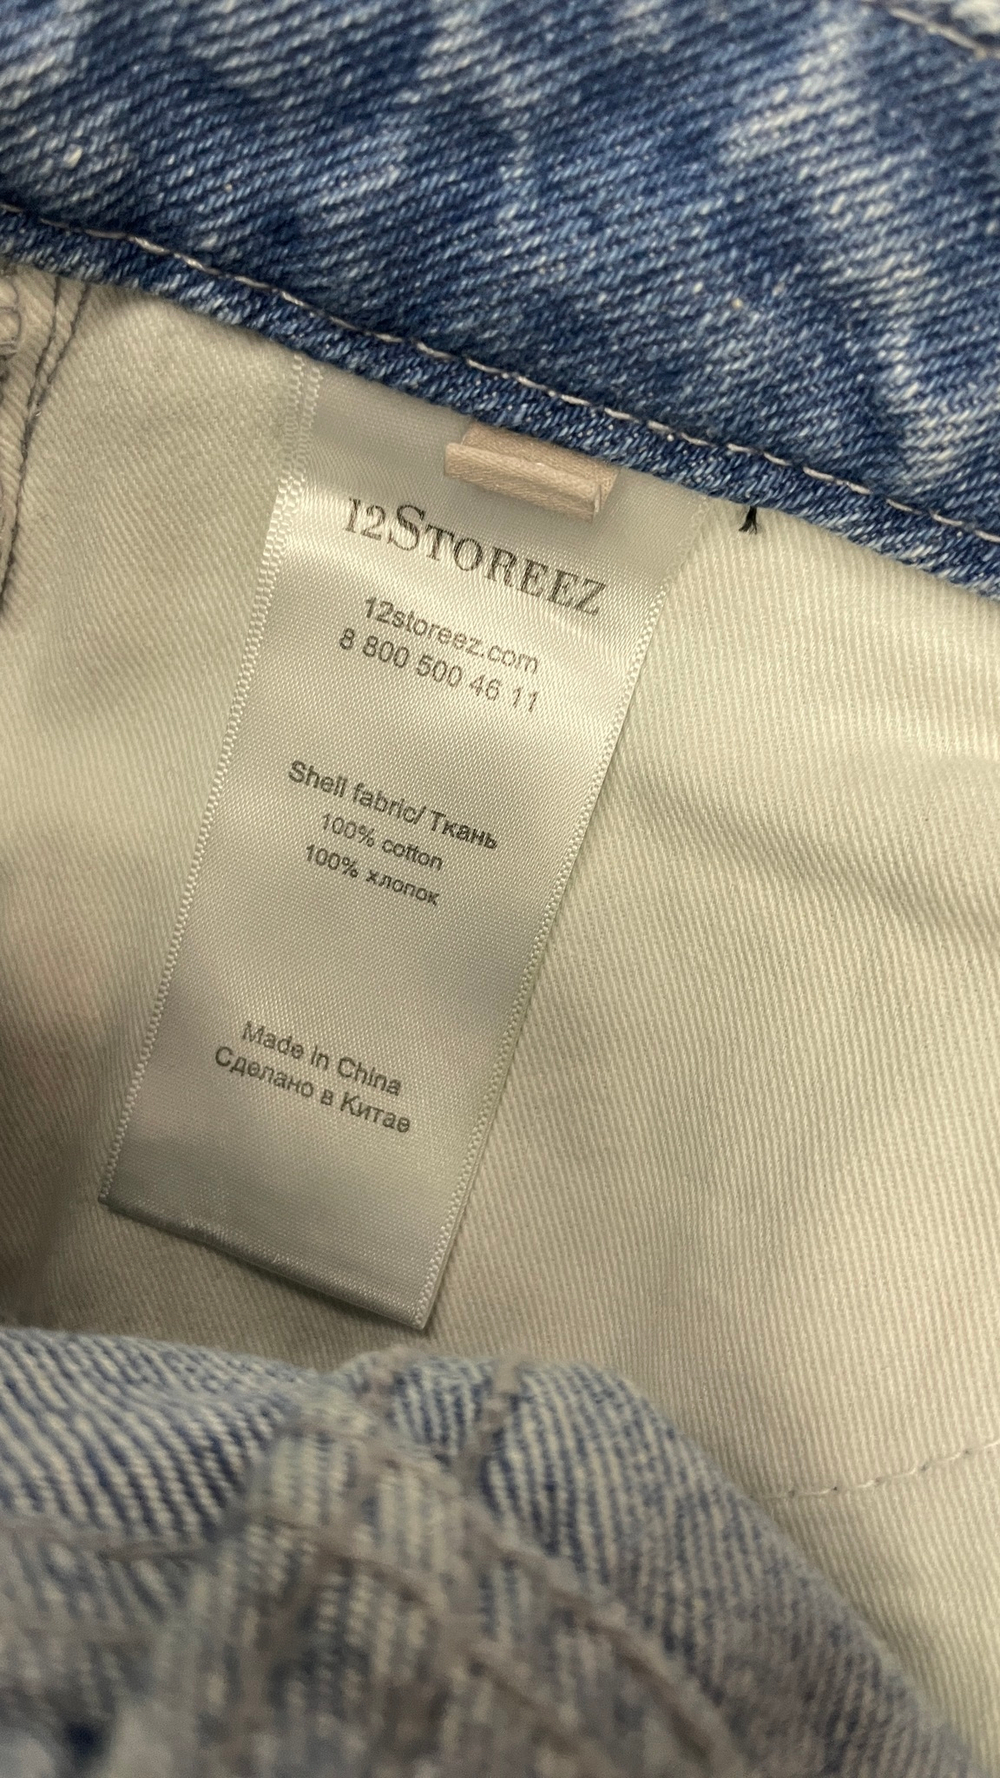 12STOREEZ
12storeez.com
8 800 500 46 11
Shell fabric/ Ткань
100% cotton
100% хлопок
Made in China
Сделано в Китае